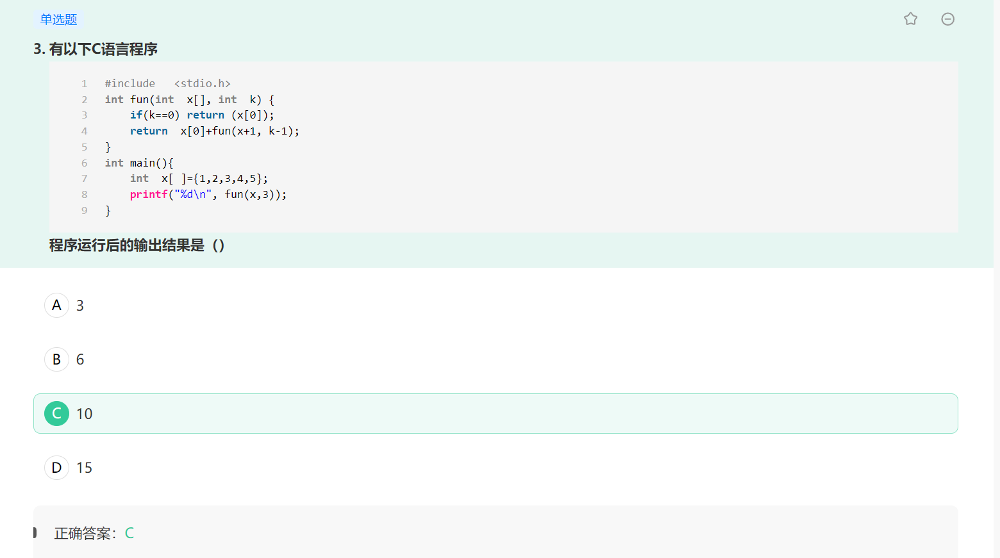 单选题
3. 有以下C语言程序
1 #include   <stdio.h>
2 int fun(int  x[], int  k) {
3     if(k==0) return (x[0]);
4     return  x[0]+fun(x+1, k-1);
5 }
6 int main(){
7     int  x[ ]={1,2,3,4,5};
8     printf("%d\n", fun(x,3));
9 }
程序运行后的输出结果是（）
A 3
B 6
C 10
D 15
正确答案：C